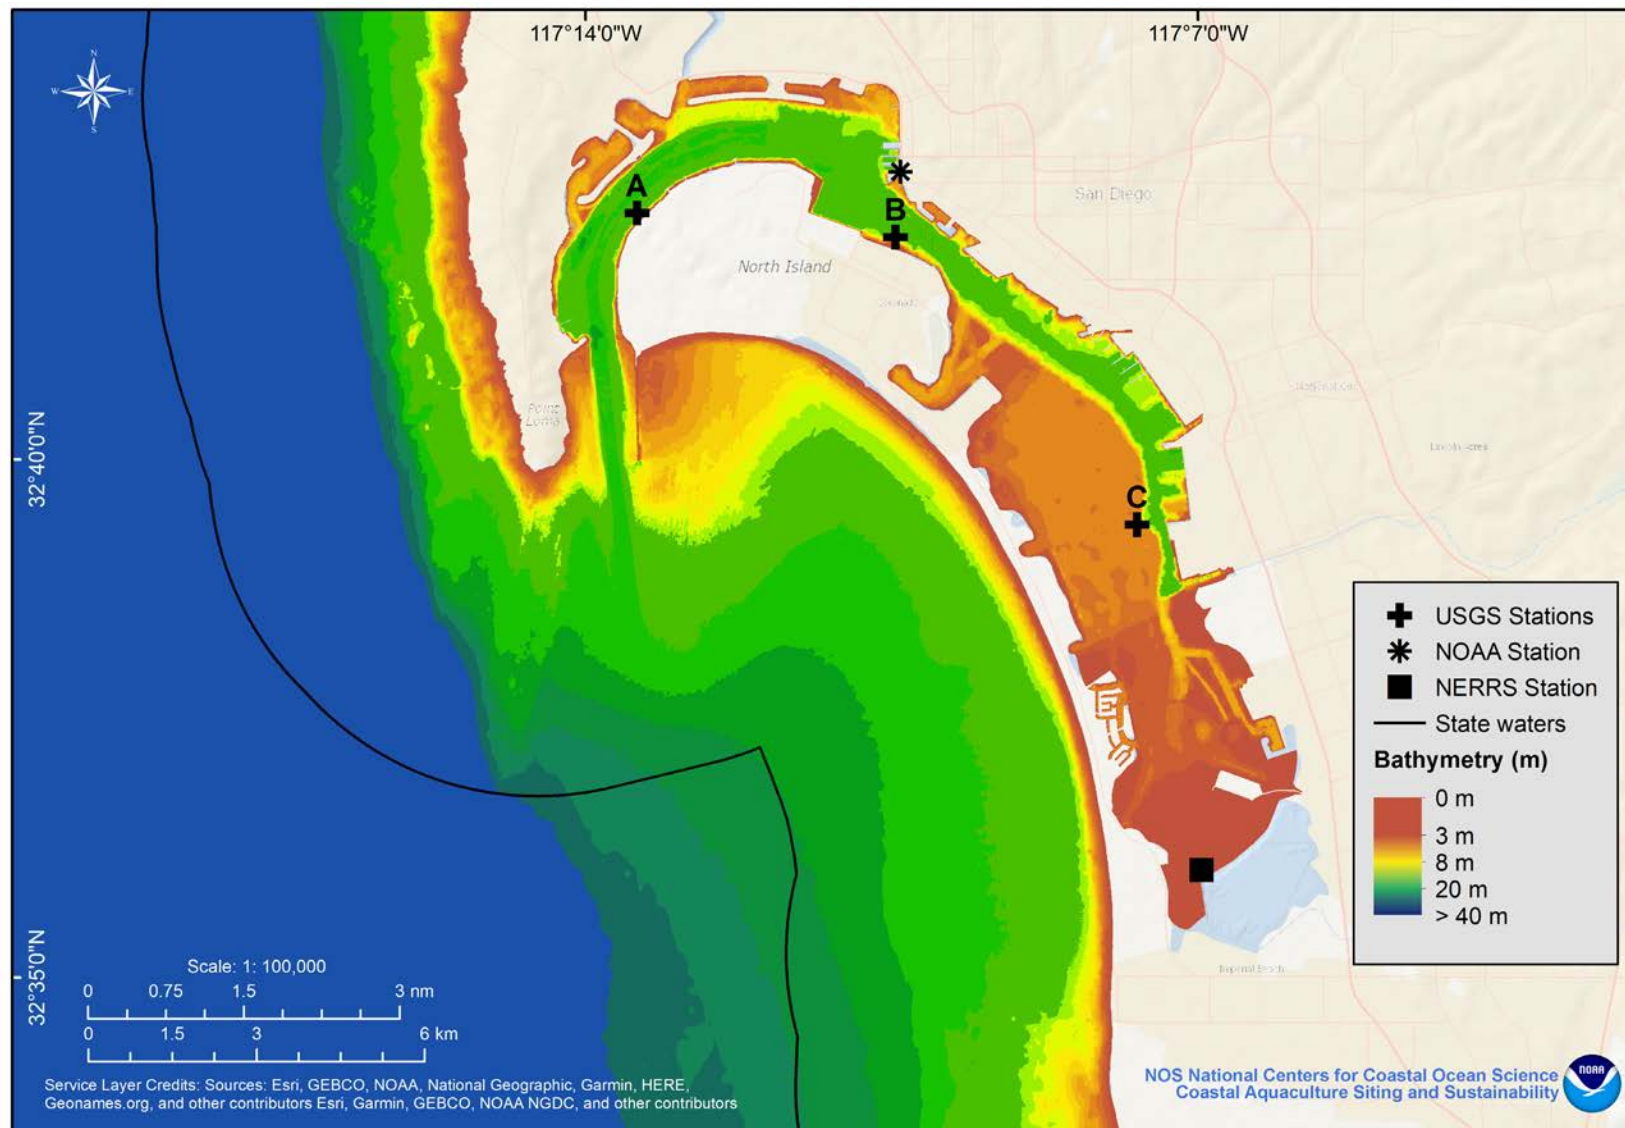 117°14'0"W
117°7'0"W
N
W
E
S
A
B
San Diego
North Island
Point
Loma
C
Lincoln Acres
32°40'0"N
32°35'0"N
USGS Stations
NOAA Station
NERRS Station
State waters
Bathymetry (m)
0 m
3 m
8 m
20 m
> 40 m
Imperial Beach
Scale: 1: 100,000
0 0.75 1.5 3 nm
0 1.5 3 6 km
Service Layer Credits: Sources: Esri, GEBCO, NOAA, National Geographic, Garmin, HERE,
Geonames.org, and other contributors Esri, Garmin, GEBCO, NOAA NGDC, and other contributors
NOS National Centers for Coastal Ocean Science
Coastal Aquaculture Siting and Sustainability
NOAA